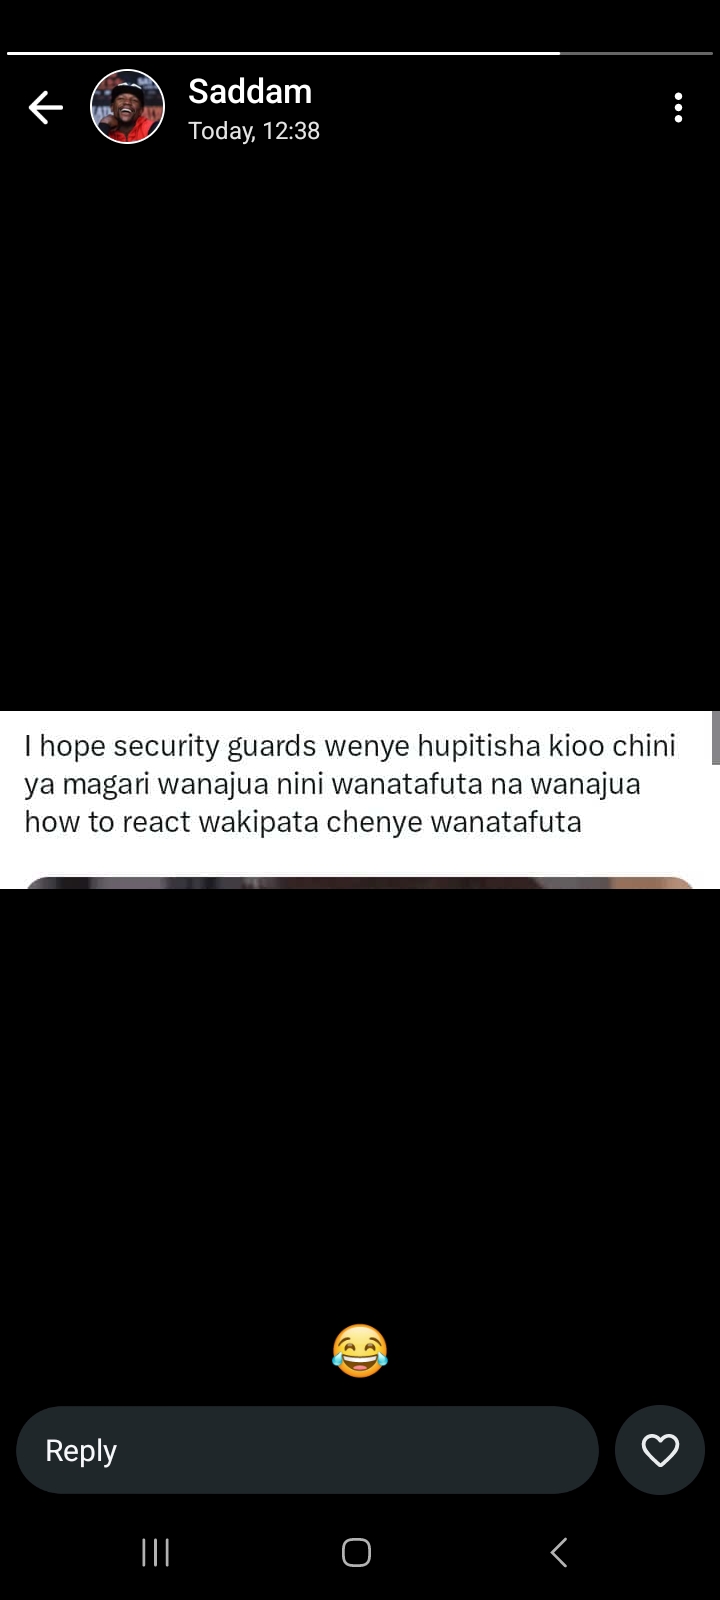 Saddam
Today, 12:38
I hope security guards wenye hupitisha kioo chini
ya magari wanajua nini wanatafuta na wanajua
how to react wakipata chenye wanatafuta
😂
Reply